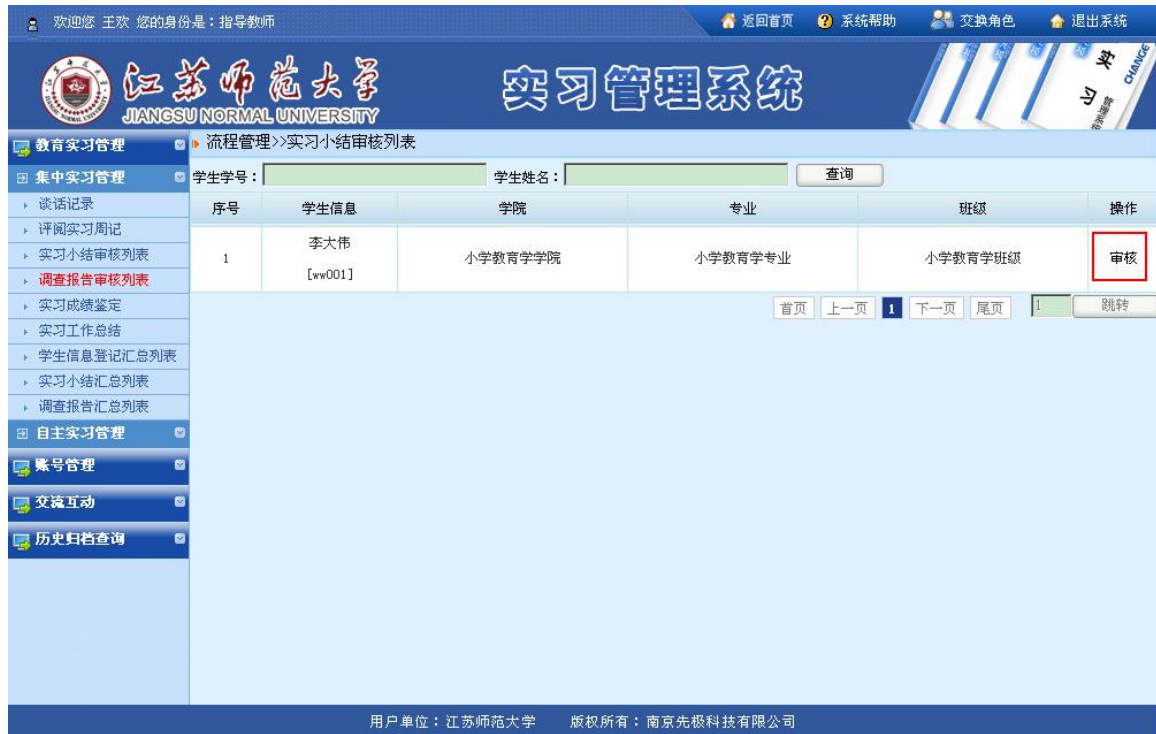 欢迎您 王欢 您的身份是：指导教师
返回首页 系统帮助 交换角色 退出系统
江苏师范大学
JIANGSU NORMAL UNIVERSITY
实习管理系统
实习
管理系统
CHANGE
教育实习管理
集中实习管理
谈话记录
评阅实习周记
实习小结审核列表
调查报告审核列表
实习成绩鉴定
实习工作总结
学生信息登记汇总列表
实习小结汇总列表
调查报告汇总列表
自主实习管理
账号管理
交流互动
历史归档查询
流程管理>>实习小结审核列表
学生学号： 学生姓名： 查询
序号 学生信息 学院 专业 班级 操作
1 李大伟 [ww001] 小学教育学学院 小学教育学专业 小学教育学班级 审核
首页 上一页 1 下一页 尾页 1 跳转
用户单位：江苏师范大学 版权所有：南京先极科技有限公司